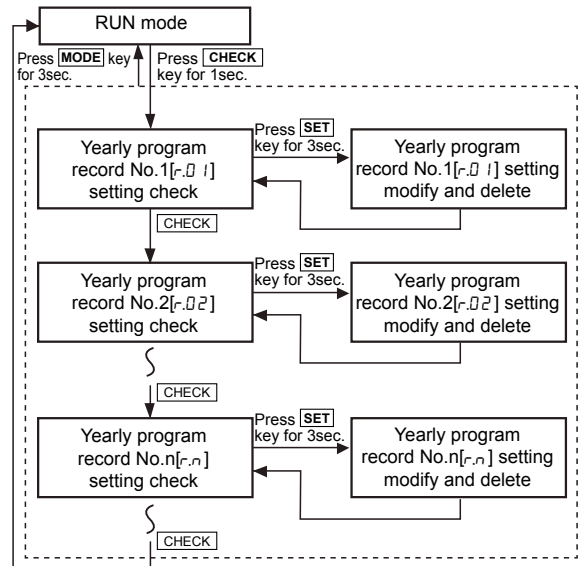 RUN mode
Press MODE key
for 3sec.
Press CHECK
key for 1sec.
Yearly program
record No.1[r.01]
setting check
Press SET
key for 3sec.
Yearly program
record No.1[r.01] setting
modify and delete
CHECK
Yearly program
record No.2[r.02]
setting check
Press SET
key for 3sec.
Yearly program
record No.2[r.02] setting
modify and delete
CHECK
Yearly program
record No.n[r.n]
setting check
Press SET
key for 3sec.
Yearly program
record No.n[r.n] setting
modify and delete
CHECK